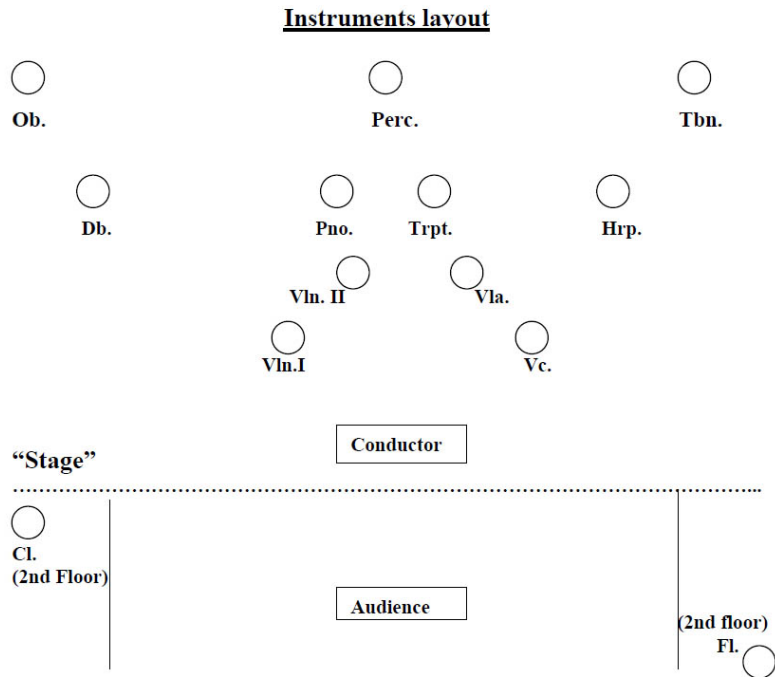 Instruments layout
Ob. Perc. Tbn.
Db. Pno. Trpt. Hrp.
Vln. II Vla.
Vln.I Vc.
Conductor
“Stage”
Cl.
(2nd Floor)
Audience
(2nd floor)
Fl.